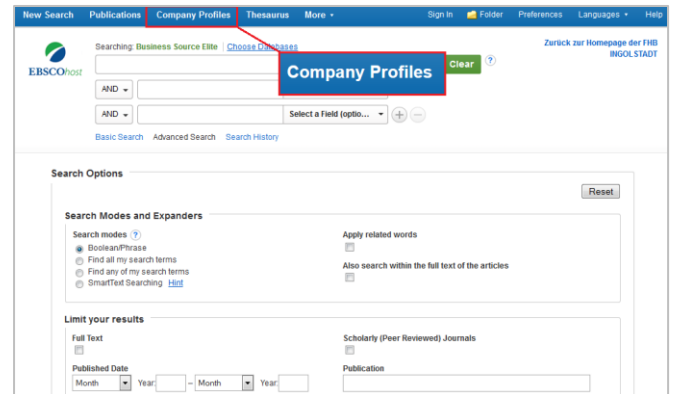 New Search Publications Company Profiles Thesaurus More Sign In Folder Preferences Languages Help
Searching: Business Source Elite Choose Databases
Zurück zur Homepage der FHB
INGOLSTADT
EBSCOhost
Company Profiles
Clear ?
AND
AND Select a Field (optio...
Basic Search Advanced Search Search History
Search Options
Reset
Search Modes and Expanders
Search modes ? Apply related words
Boolean/Phrase
Find all my search terms
Also search within the full text of the articles
Find any of my search terms
SmartText Searching Hint
Limit your results
Full Text Scholarly (Peer Reviewed) Journals
Published Date Publication
Month Year: – Month Year: